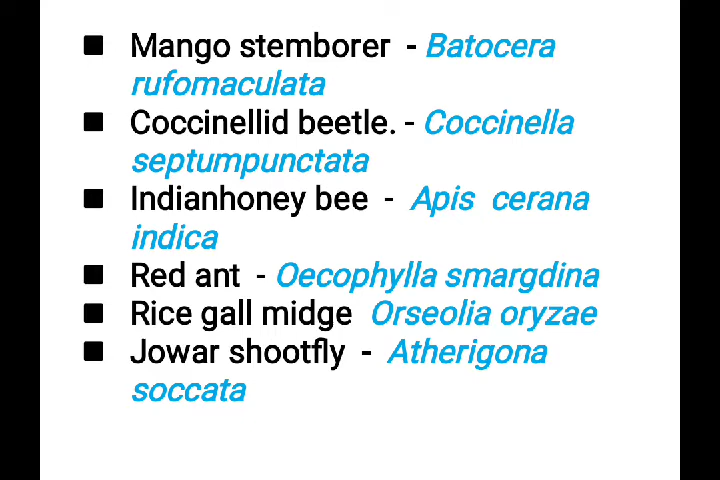 ■ Mango stemborer - Batocera
rufomaculata
■ Coccinellid beetle. - Coccinella
septumpunctata
■ Indianhoney bee - Apis cerana
indica
■ Red ant - Oecophylla smargdina
■ Rice gall midge Orseolia oryzae
■ Jowar shootfly - Atherigona
soccata